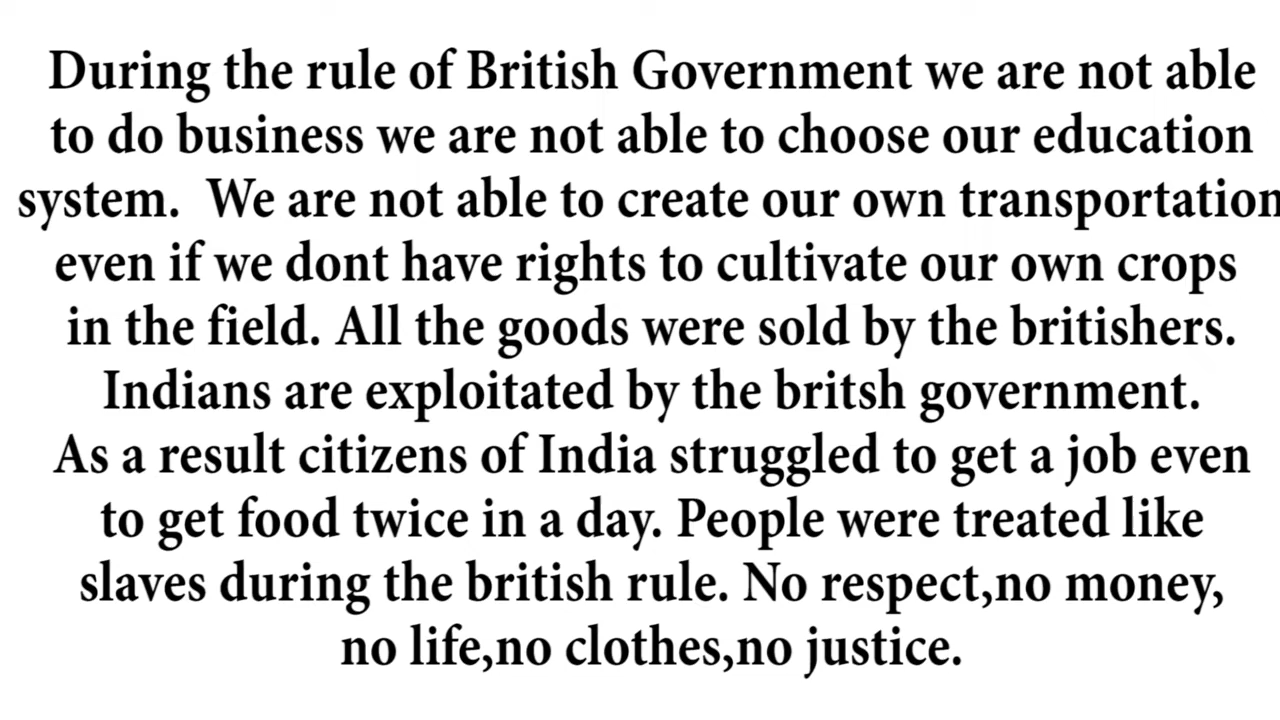 During the rule of British Government we are not able
to do business we are not able to choose our education
system.  We are not able to create our own transportation
even if we dont have rights to cultivate our own crops
in the field. All the goods were sold by the britishers.
Indians are exploitated by the britsh government.
As a result citizens of India struggled to get a job even
to get food twice in a day. People were treated like
slaves during the british rule. No respect,no money,
no life,no clothes,no justice.